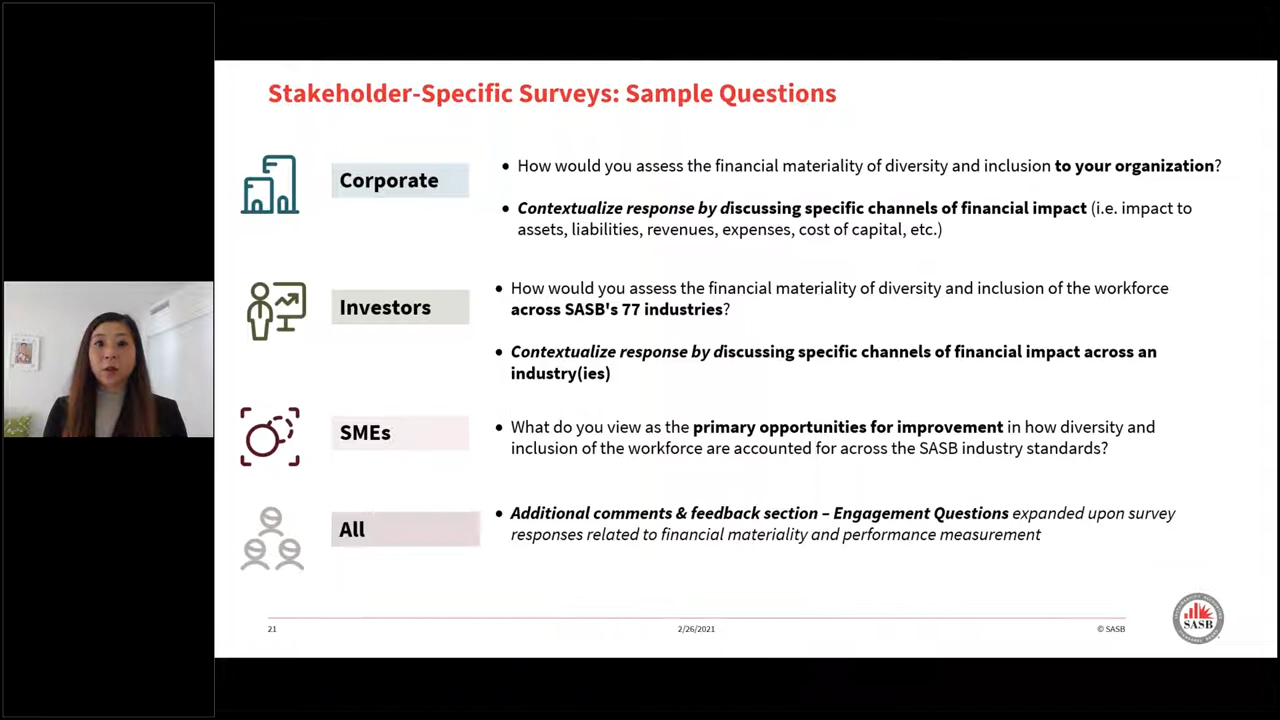 Stakeholder-Specific Surveys: Sample Questions
Corporate
• How would you assess the financial materiality of diversity and inclusion to your organization?
• Contextualize response by discussing specific channels of financial impact (i.e. impact to
assets, liabilities, revenues, expenses, cost of capital, etc.)
Investors
• How would you assess the financial materiality of diversity and inclusion of the workforce
across SASB's 77 industries?
• Contextualize response by discussing specific channels of financial impact across an
industry(ies)
SMEs
• What do you view as the primary opportunities for improvement in how diversity and
inclusion of the workforce are accounted for across the SASB industry standards?
All
• Additional comments & feedback section – Engagement Questions expanded upon survey
responses related to financial materiality and performance measurement
21
2/26/2021
© SASB
SASB